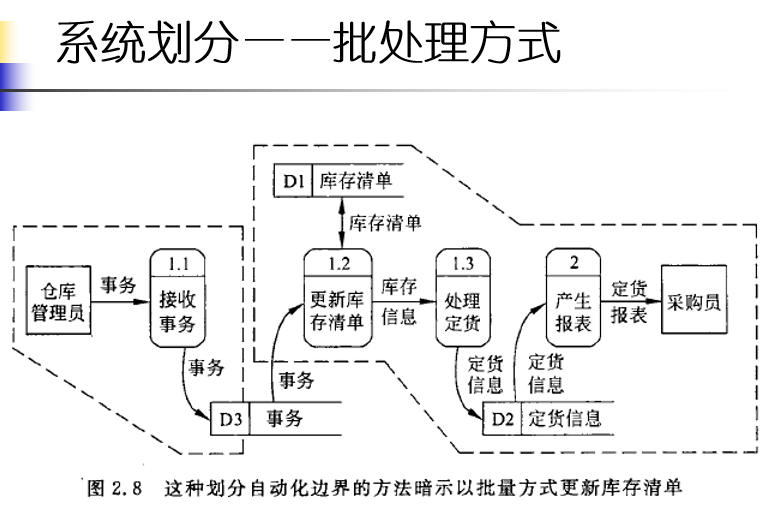 系统划分——批处理方式
D1 库存清单
库存清单
1.1
1.2
1.3
2
仓库
管理员
事务
接收
事务
更新库
存清单
库存
信息
处理
定货
产生
报表
定货
报表
采购员
事务
事务
定货
信息
定货
信息
D3 事务
D2 定货信息
图 2.8 这种划分自动化边界的方法暗示以批量方式更新库存清单